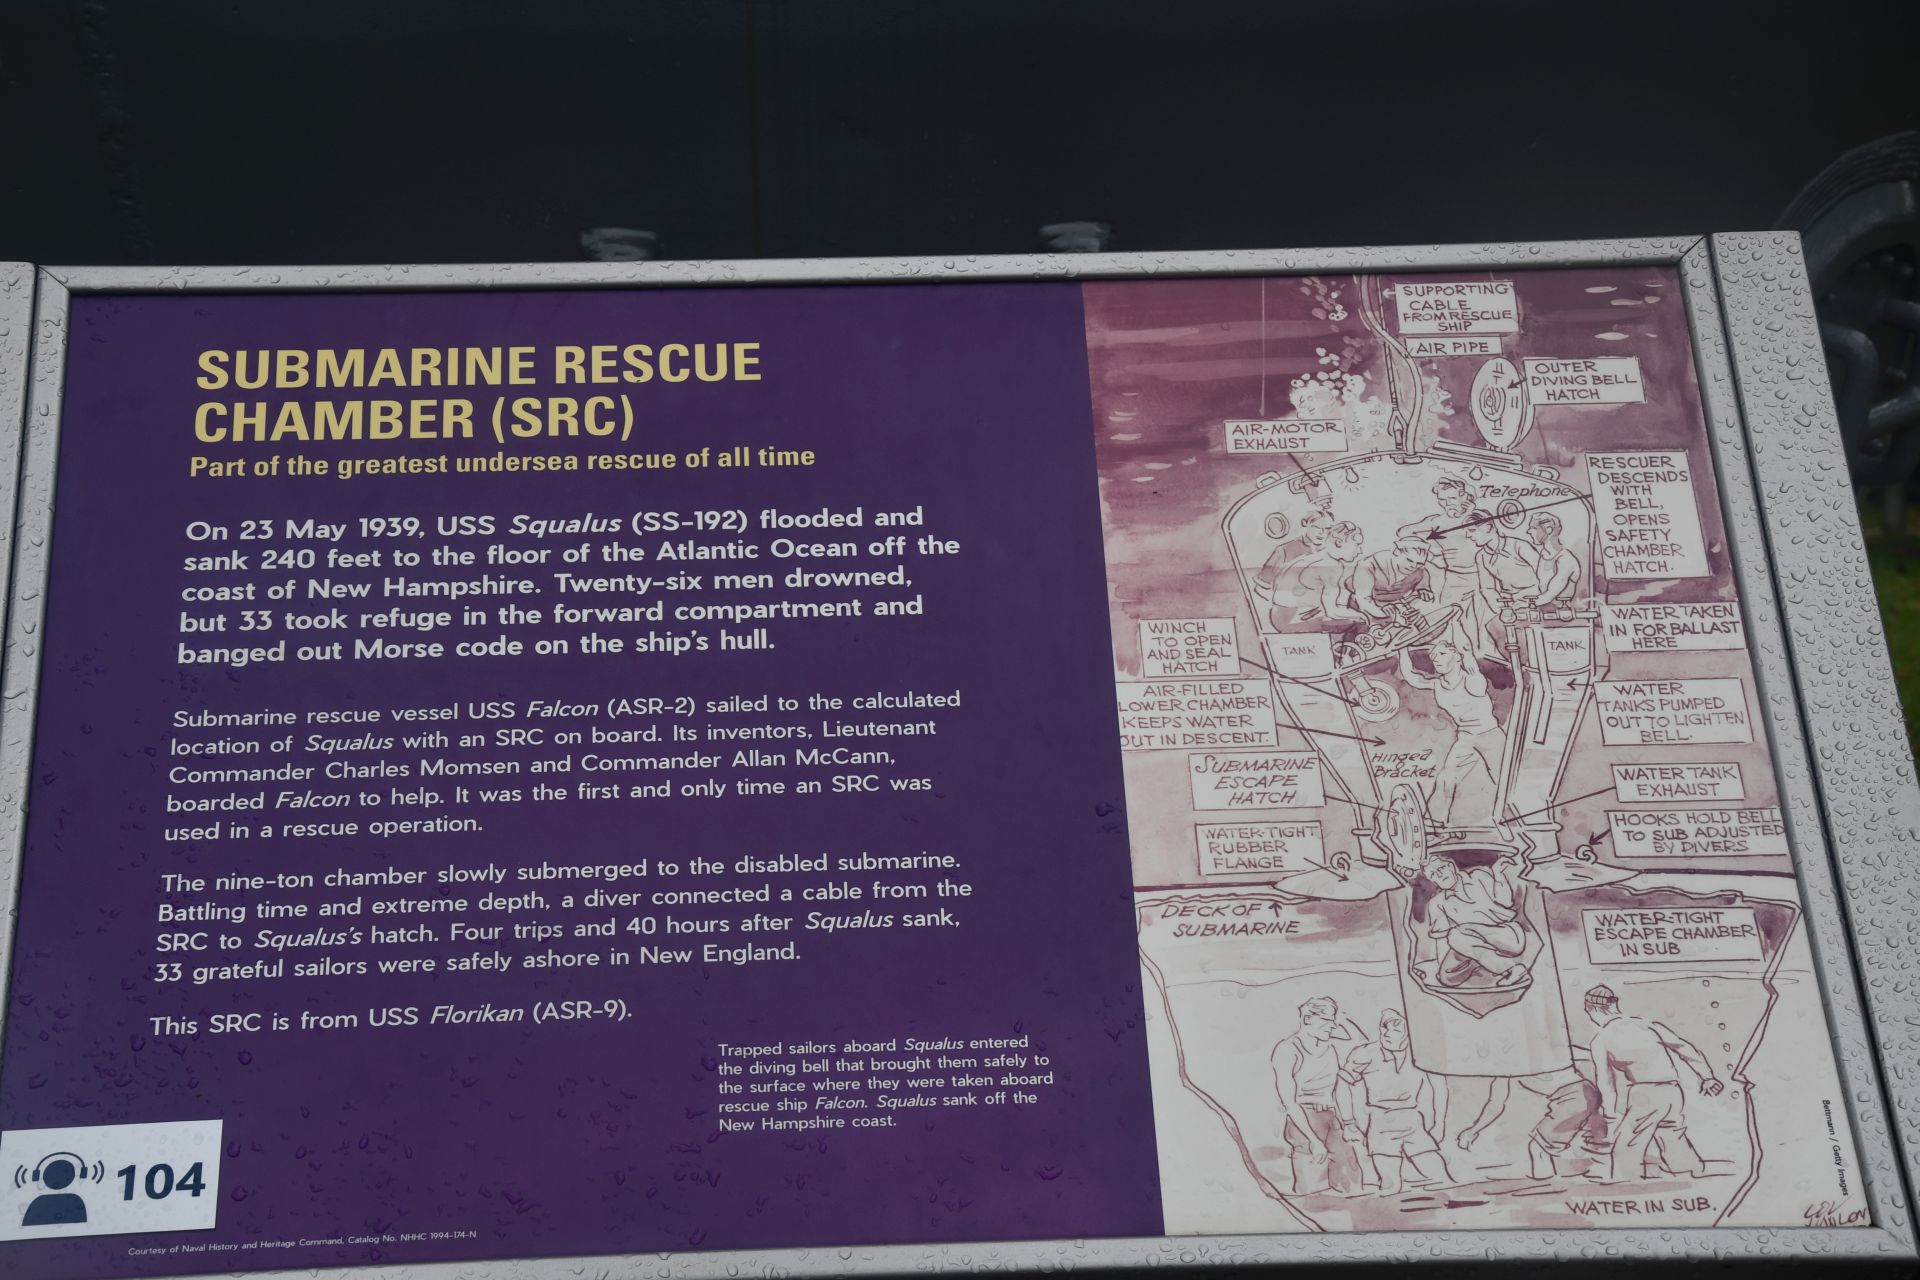 SUBMARINE RESCUE
CHAMBER (SRC)
Part of the greatest undersea rescue of all time
On 23 May 1939, USS Squalus (SS-192) flooded and
sank 240 feet to the floor of the Atlantic Ocean off the
coast of New Hampshire. Twenty-six men drowned,
but 33 took refuge in the forward compartment and
banged out Morse code on the ship's hull.
Submarine rescue vessel USS Falcon (ASR-2) sailed to the calculated
location of Squalus with an SRC on board. Its inventors, Lieutenant
Commander Charles Momsen and Commander Allan McCann,
boarded Falcon to help. It was the first and only time an SRC was
used in a rescue operation.
The nine-ton chamber slowly submerged to the disabled submarine.
Battling time and extreme depth, a diver connected a cable from the
SRC to Squalus's hatch. Four trips and 40 hours after Squalus sank,
33 grateful sailors were safely ashore in New England.
This SRC is from USS Florikan (ASR-9).
Trapped sailors aboard Squalus entered
the diving bell that brought them safely to
the surface where they were taken aboard
rescue ship Falcon. Squalus sank off the
New Hampshire coast.
104
Courtesy of Naval History and Heritage Command, Catalog No. NHHC 1994-174-N
SUPPORTING
CABLE
FROM RESCUE
SHIP
AIR PIPE
OUTER
DIVING BELL
HATCH
AIR-MOTOR
EXHAUST
Telephone
RESCUER
DESCENDS
WITH
BELL,
OPENS
SAFETY
CHAMBER
HATCH.
WINCH
TO OPEN
AND SEAL
HATCH
TANK
TANK
WATER TAKEN
IN FOR BALLAST
HERE
AIR-FILLED
LOWER CHAMBER
KEEPS WATER
OUT IN DESCENT.
WATER
TANKS PUMPED
OUT TO LIGHTEN
BELL.
Hinged
Bracket
SUBMARINE
ESCAPE
HATCH
WATER TANK
EXHAUST
WATER-TIGHT
RUBBER
FLANGE
HOOKS HOLD BELL
TO SUB ADJUSTED
BY DIVERS
DECK OF
SUBMARINE
WATER-TIGHT
ESCAPE CHAMBER
IN SUB
WATER IN SUB.
Bettmann / Getty Images